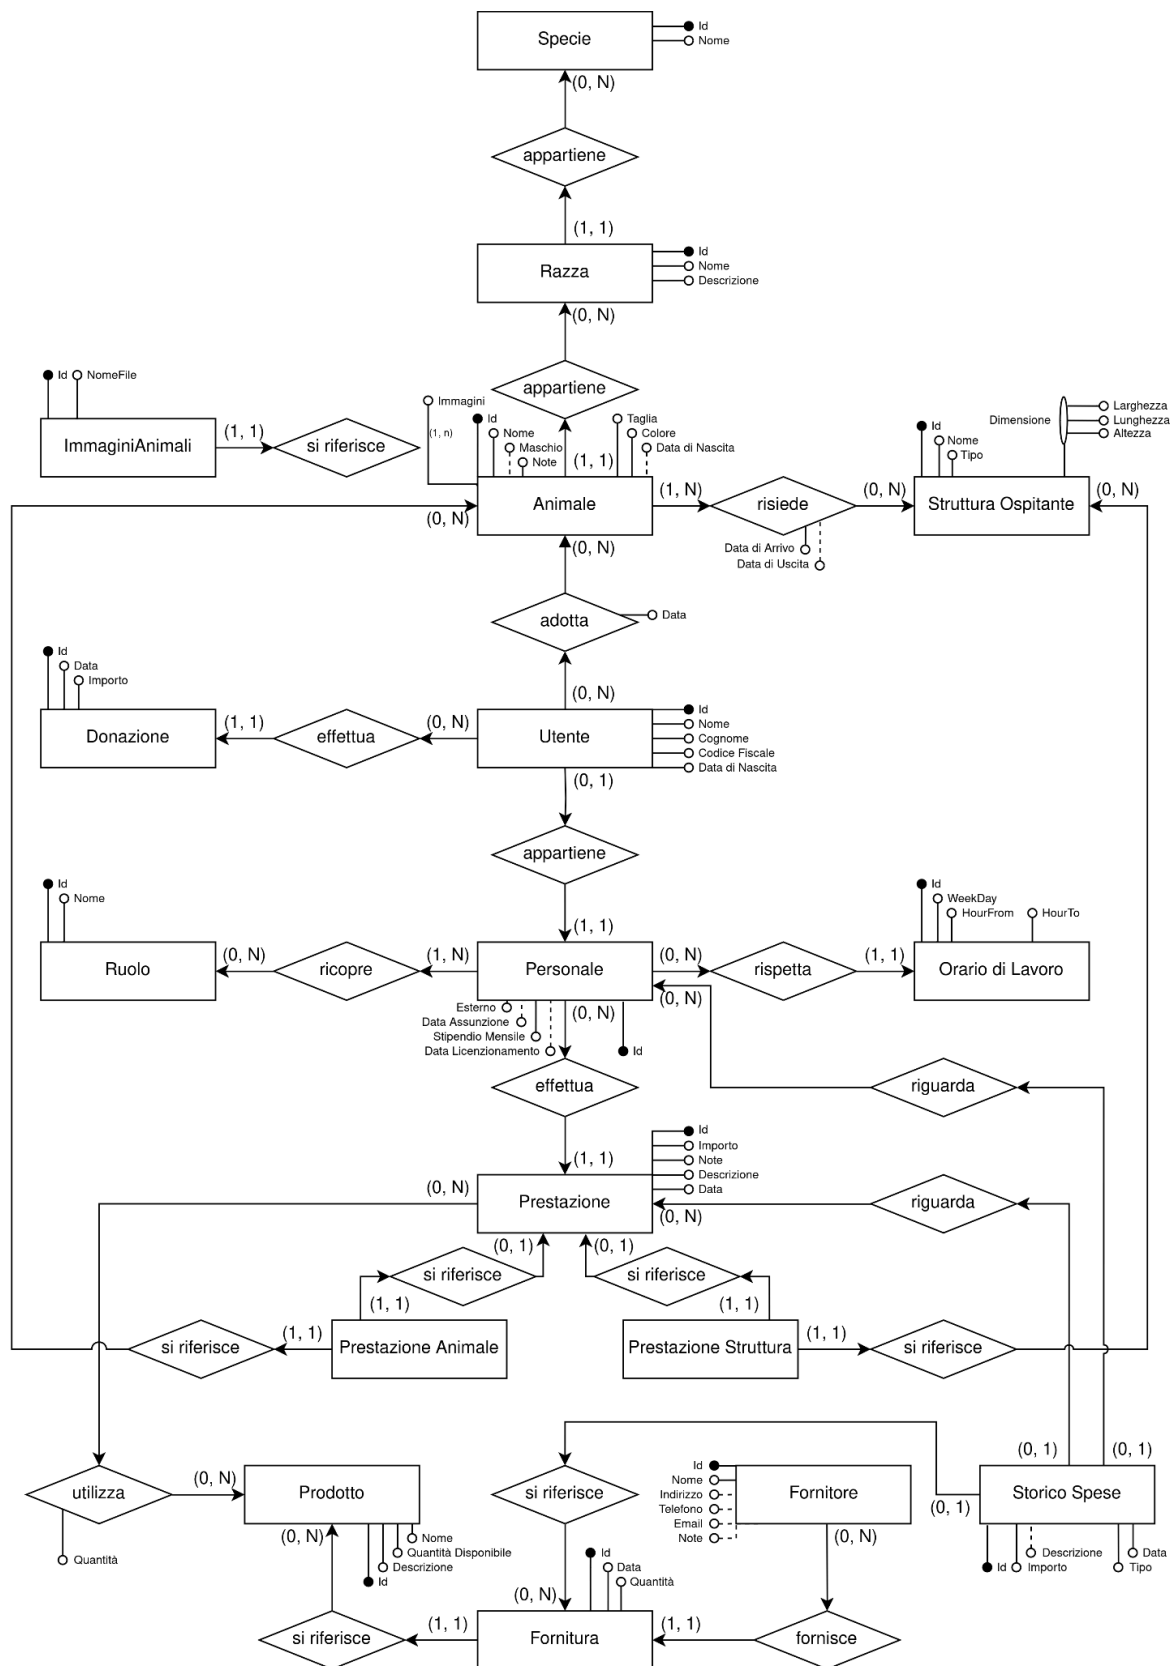 Specie
Id
Nome
(0, N)
appartiene
(1, 1)
Razza
Id
Nome
Descrizione
(0, N)
appartiene
(1, 1)
Id
NomeFile
ImmaginiAnimali
(1, 1)
si riferisce
Immagini
(1, n)
Id
Nome
Maschio
Note
Taglia
Colore
Data di Nascita
Animale
(0, N)
(0, N)
(1, N)
risiede
Data di Arrivo
Data di Uscita
(0, N)
Dimensione
Larghezza
Lunghezza
Altezza
Id
Nome
Tipo
Struttura Ospitante
(0, N)
adotta
Data
(0, N)
Id
Data
Importo
Donazione
(1, 1)
effettua
(0, N)
Utente
Id
Nome
Cognome
Codice Fiscale
Data di Nascita
(0, 1)
appartiene
(1, 1)
Id
Nome
Ruolo
(0, N)
ricopre
(1, N)
Personale
(0, N)
(0, N)
rispetta
(1, 1)
Id
WeekDay
HourFrom
HourTo
Orario di Lavoro
Esterno
Data Assunzione
Stipendio Mensile
Data Licenzionamento
(0, N)
Id
effettua
riguarda
(1, 1)
Id
Importo
Note
Descrizione
Data
(0, N)
Prestazione
(0, N)
riguarda
(0, 1)
(0, 1)
si riferisce
si riferisce
(1, 1)
(1, 1)
si riferisce
(1, 1)
Prestazione Animale
Prestazione Struttura
(1, 1)
si riferisce
(0, 1)
(0, 1)
utilizza
Quantità
(0, N)
Prodotto
(0, N)
Nome
Quantità Disponibile
Descrizione
Id
si riferisce
Id
Nome
Indirizzo
Telefono
Email
Note
Fornitore
(0, N)
(0, 1)
Storico Spese
Descrizione
Data
Id
Importo
Tipo
Id
Data
Quantità
(0, N)
si riferisce
(1, 1)
Fornitura
(1, 1)
fornisce